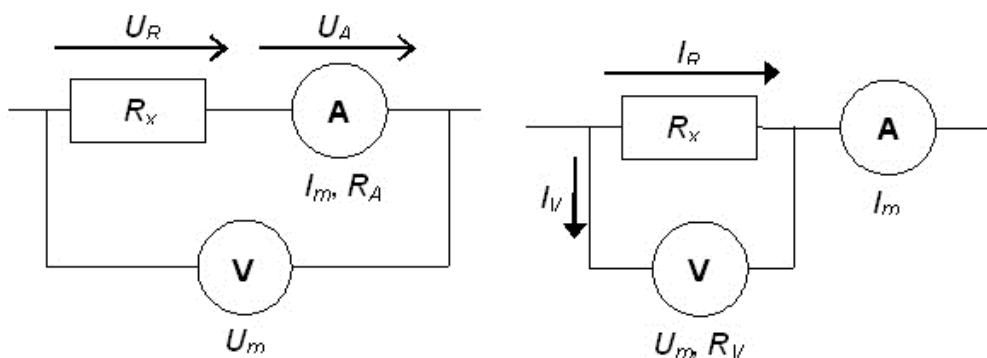 U_R U_A
R_x A
I_m, R_A
V
U_m
I_R
R_x A
I_V I_m
V
U_m, R_V